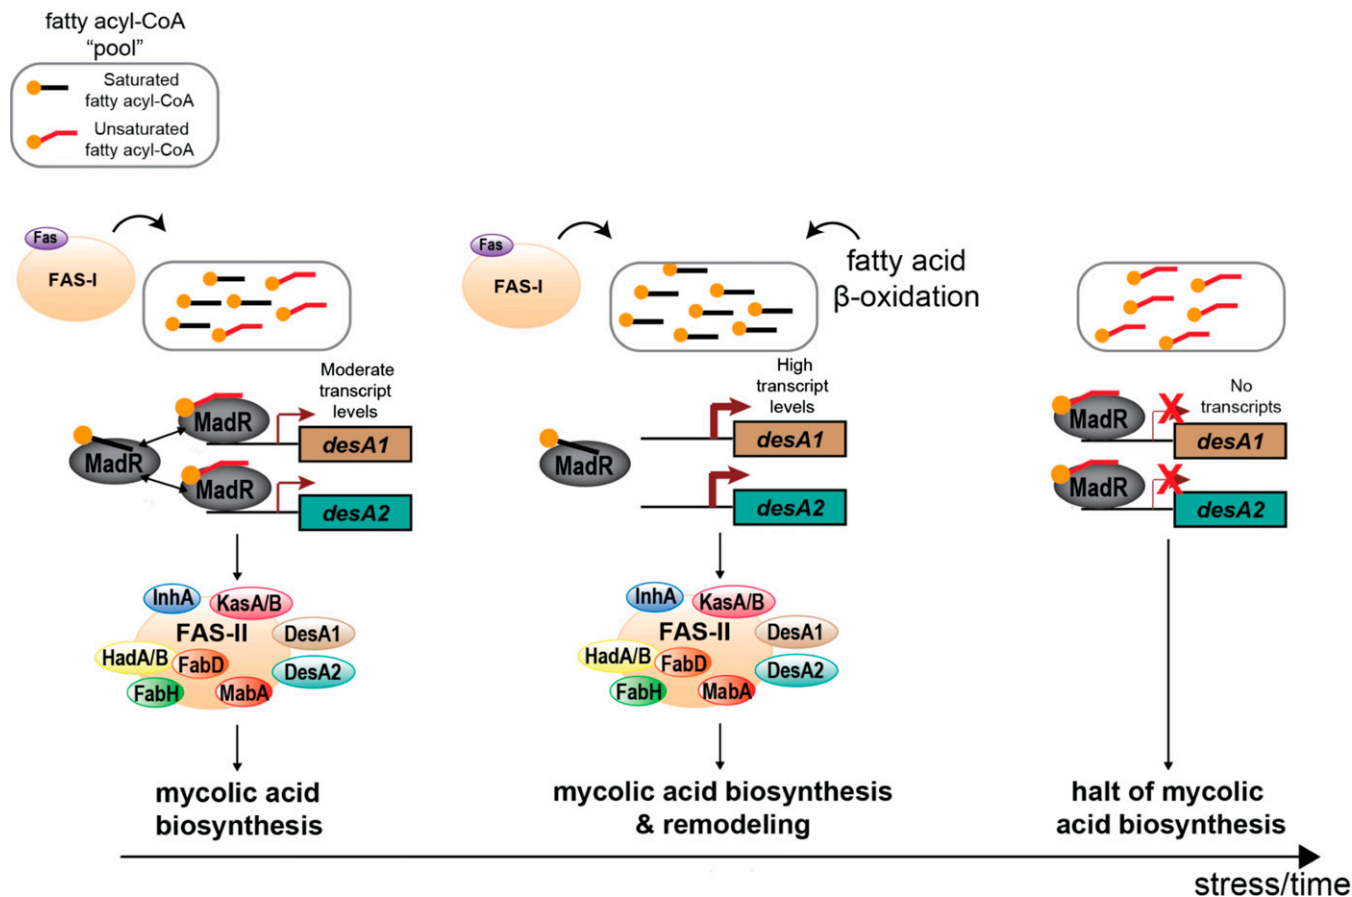 fatty acyl-CoA
“pool”
Saturated
fatty acyl-CoA
Unsaturated
fatty acyl-CoA
Fas
FAS-I
Moderate
transcript
levels
MadR
MadR
MadR
desA1
desA2
InhA
KasA/B
FAS-II
DesA1
HadA/B
FabD
DesA2
FabH
MabA
mycolic acid
biosynthesis
Fas
FAS-I
fatty acid
β-oxidation
High
transcript
levels
MadR
desA1
desA2
InhA
KasA/B
FAS-II
DesA1
HadA/B
FabD
DesA2
FabH
MabA
mycolic acid biosynthesis
& remodeling
No
transcripts
MadR
X
desA1
MadR
X
desA2
halt of mycolic
acid biosynthesis
stress/time